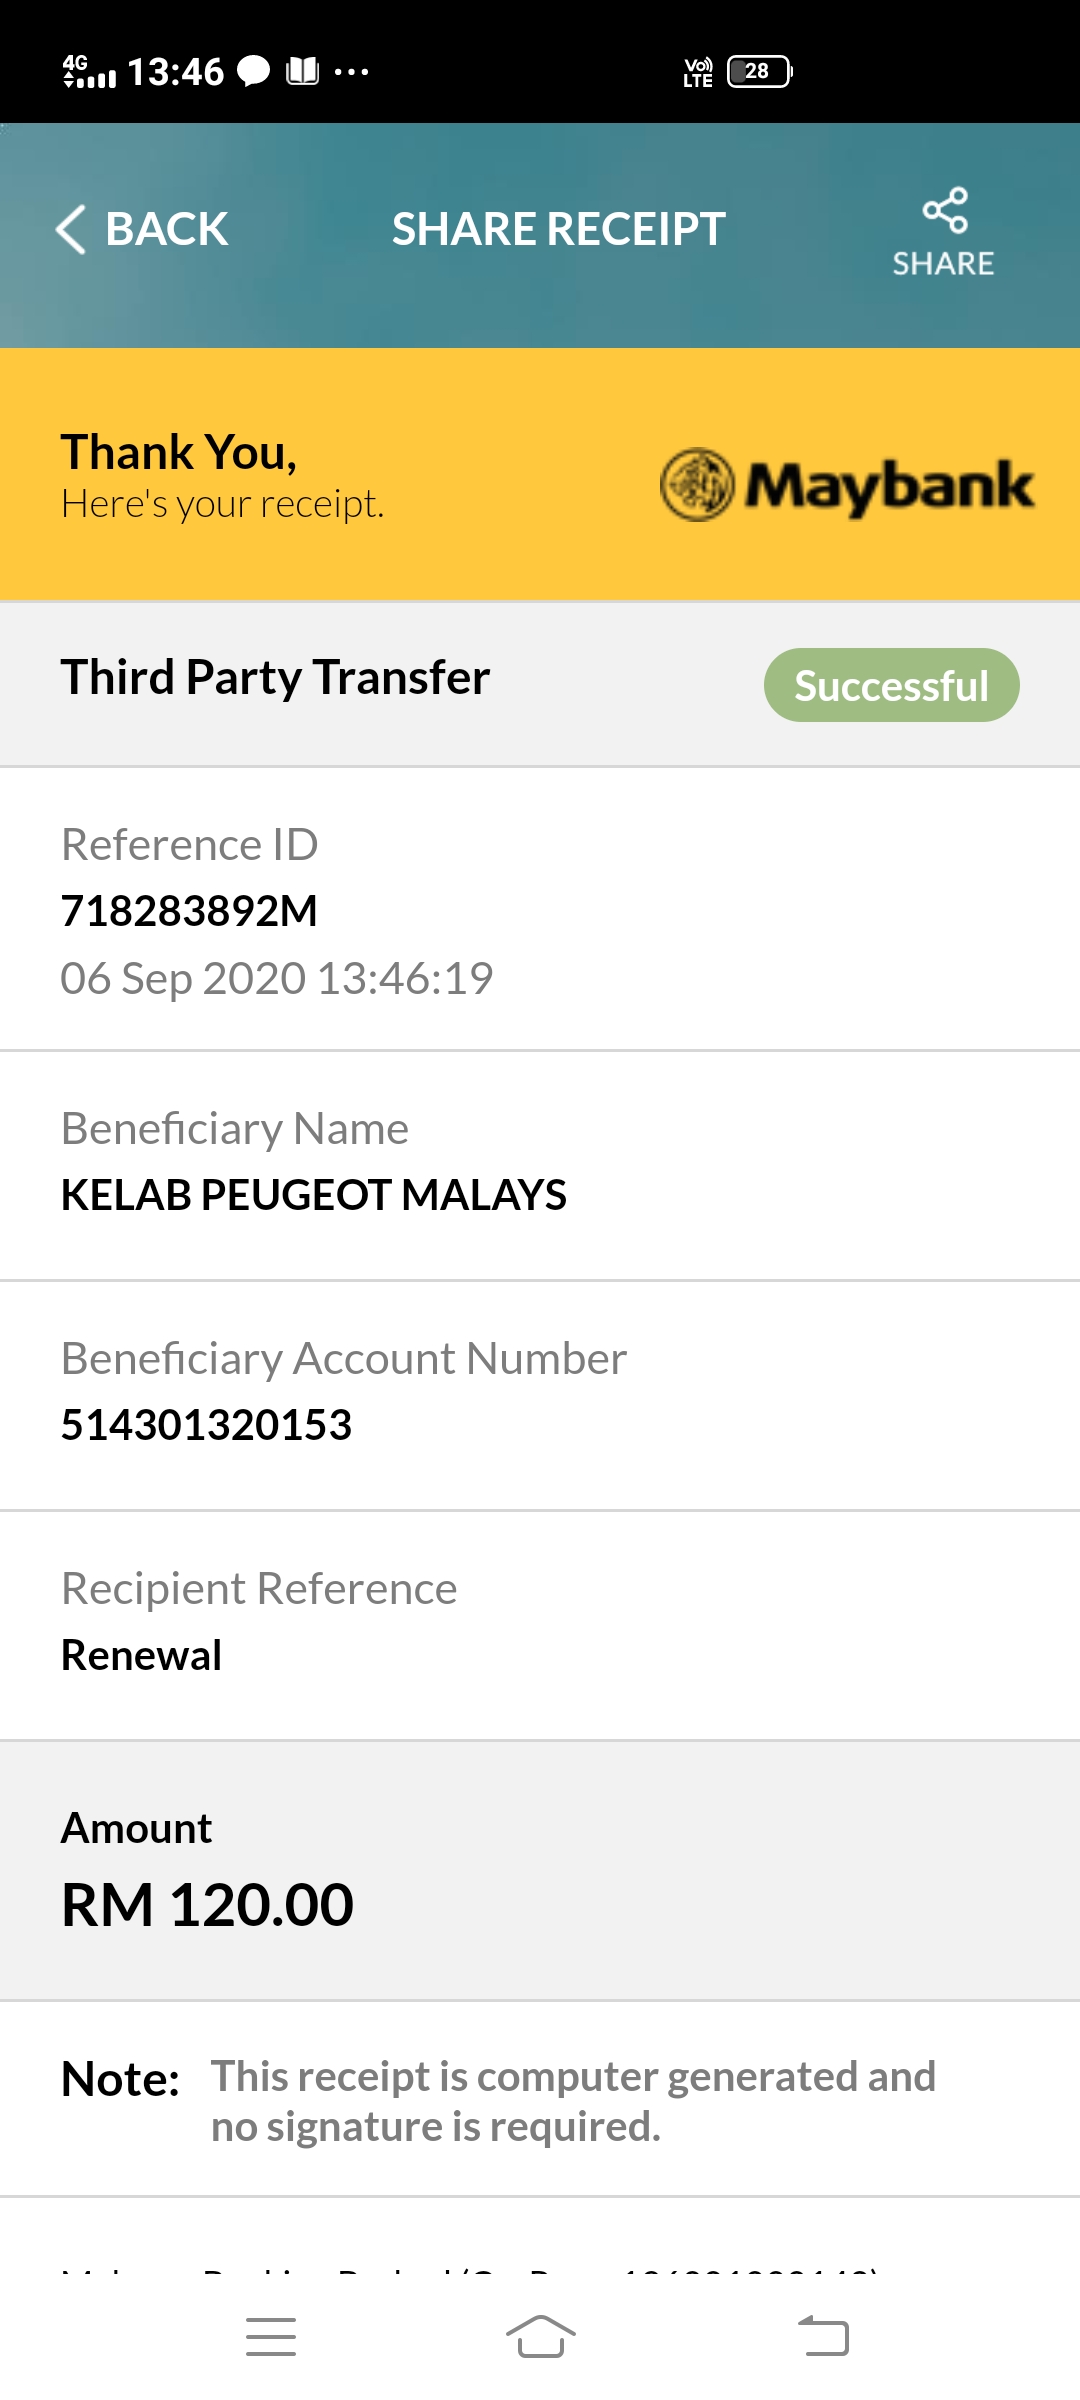 4G 13:46 Vo) LTE 28
BACK SHARE RECEIPT SHARE
Thank You,
Here's your receipt.
Maybank
Third Party Transfer Successful
Reference ID
718283892M
06 Sep 2020 13:46:19
Beneficiary Name
KELAB PEUGEOT MALAYS
Beneficiary Account Number
514301320153
Recipient Reference
Renewal
Amount
RM 120.00
Note: This receipt is computer generated and
no signature is required.